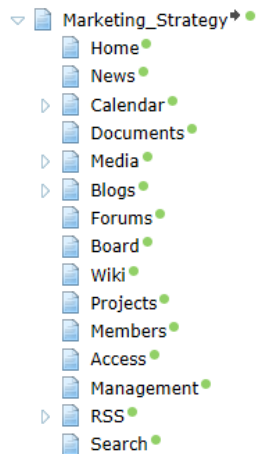 Marketing_Strategy
Home
News
Calendar
Documents
Media
Blogs
Forums
Board
Wiki
Projects
Members
Access
Management
RSS
Search